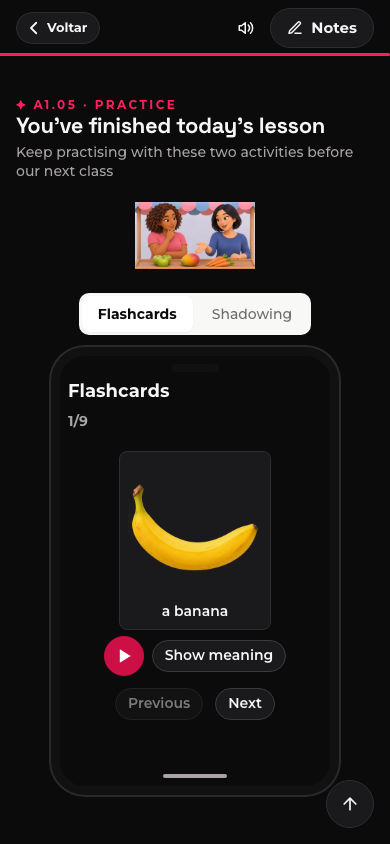 Voltar
Notes
A1.05 · PRACTICE
You've finished today's lesson
Keep practising with these two activities before
our next class
Flashcards
Shadowing
Flashcards
1/9
a banana
Show meaning
Previous
Next